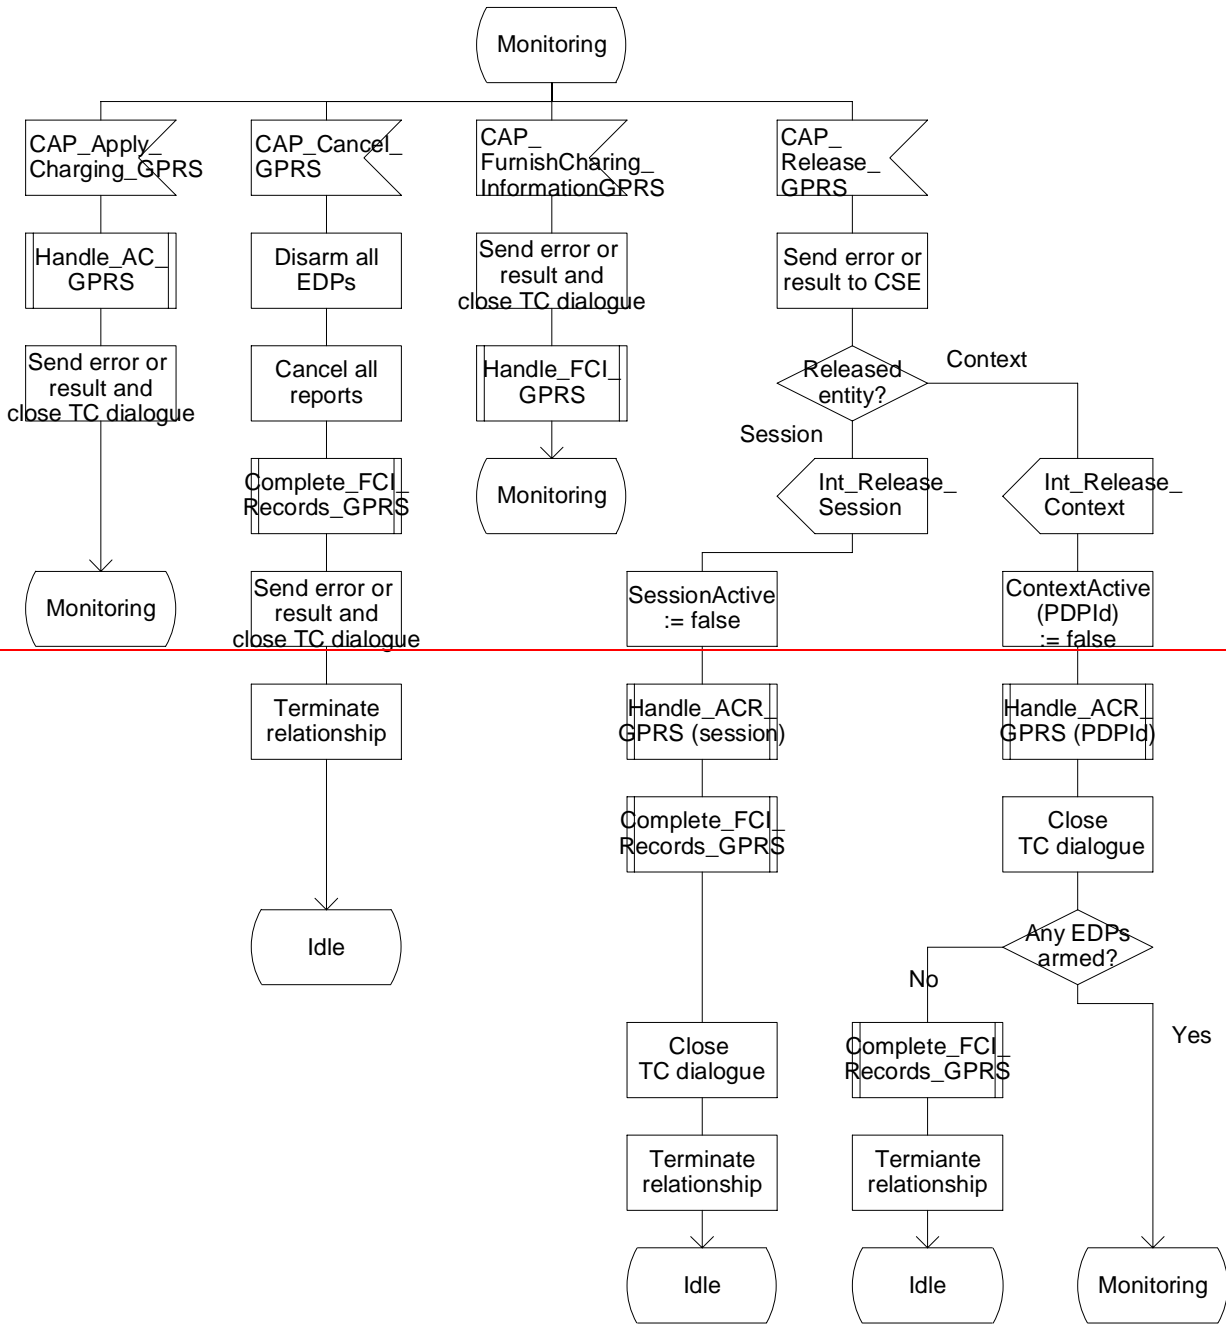 Monitoring
CAP_Apply_
Charging_GPRS
CAP_Cancel_
GPRS
CAP_
FurnishCharing_
InformationGPRS
CAP_
Release_
GPRS
Handle_AC_
GPRS
Disarm all
EDPs
Send error or
result and
close TC dialogue
Send error or
result to CSE
Send error or
result and
close TC dialogue
Cancel all
reports
Handle_FCI_
GPRS
Released
entity?
Context
Session
Complete_FCI_
Records_GPRS
Monitoring
Int_Release_
Session
Int_Release_
Context
Monitoring
Send error or
result and
close TC dialogue
SessionActive
:= false
ContextActive
(PDPId)
:= false
Terminate
relationship
Handle_ACR_
GPRS (session)
Handle_ACR_
GPRS (PDPId)
Complete_FCI_
Records_GPRS
Close
TC dialogue
Idle
Any EDPs
armed?
No
Yes
Close
TC dialogue
Complete_FCI_
Records_GPRS
Terminate
relationship
Termiante
relationship
Idle
Idle
Monitoring